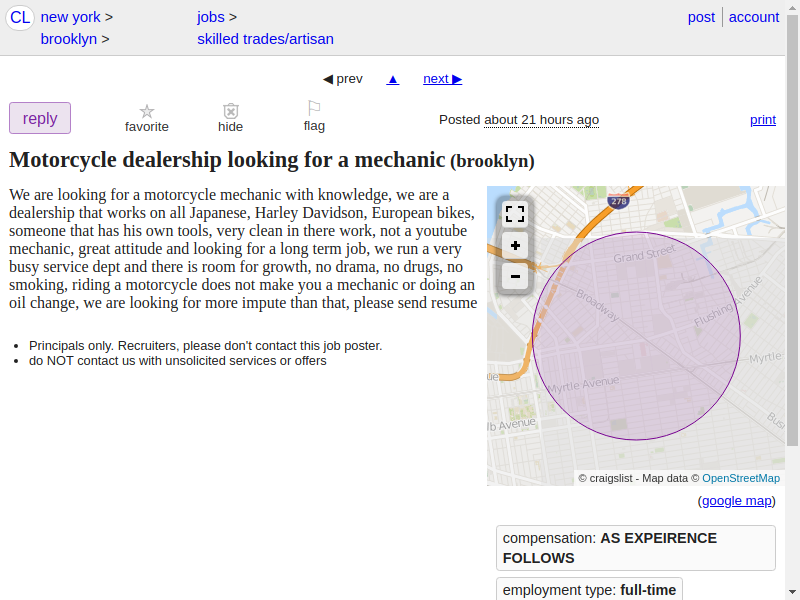 CL
new york >
jobs >
post
account
brooklyn >
skilled trades/artisan
◀ prev
▲
next ▶
reply
favorite
hide
flag
Posted about 21 hours ago
print
Motorcycle dealership looking for a mechanic (brooklyn)
We are looking for a motorcycle mechanic with knowledge, we are a
dealership that works on all Japanese, Harley Davidson, European bikes,
someone that has his own tools, very clean in there work, not a youtube
mechanic, great attitude and looking for a long term job, we run a very
busy service dept and there is room for growth, no drama, no drugs, no
smoking, riding a motorcycle does not make you a mechanic or doing an
oil change, we are looking for more impute than that, please send resume
• Principals only. Recruiters, please don't contact this job poster.
• do NOT contact us with unsolicited services or offers
278
+
−
Grand Street
Broadway
Flushing Avenue
Myrtle
Myrtle Avenue
© craigslist - Map data © OpenStreetMap
(google map)
compensation: AS EXPEIRENCE
FOLLOWS
employment type: full-time